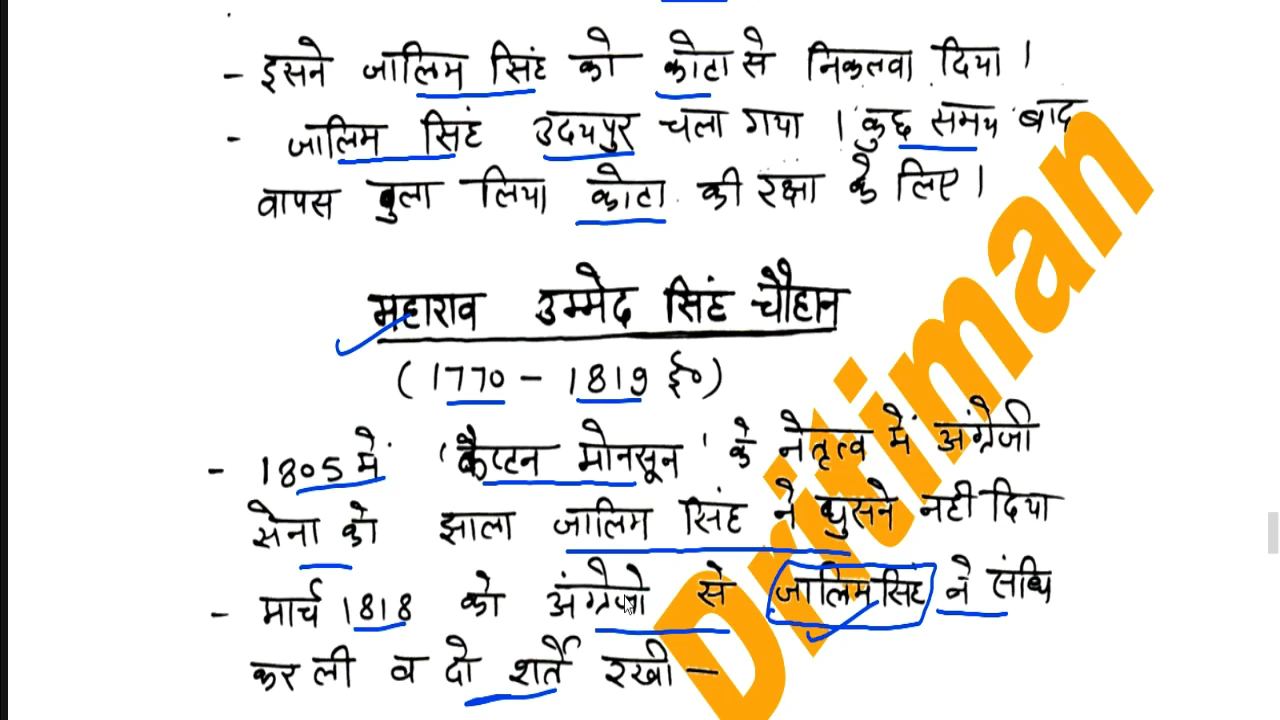 - इसने जालिम सिंह को कोटा से निकलवा दिया।
- जालिम सिंह उदयपुर चला गया। कुछ समय बाद
वापस बुला लिया कोटा की रक्षा के लिए।
महाराव उम्मेद सिंह चौहान
(1770 - 1819 ई०)
- 1805 में 'कैप्टन मोनसून' के नेतृत्व में अंग्रेजी
सेना को झाला जालिम सिंह ने घुसने नही दिया
- मार्च 1818 को अंग्रेजो से जालिम सिंह ने संधि
कर ली व दो शर्तें रखी -
Dritiman